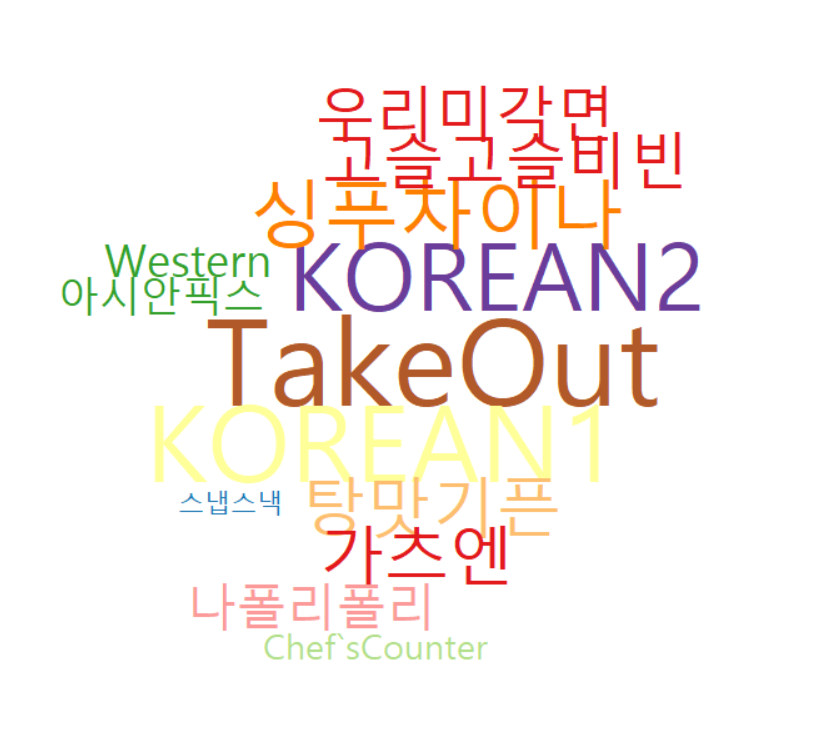 우리미각면
고슬고슬비빈
싱푸차이나
Western
KOREAN2
아시안픽스
TakeOut
KOREAN1
스냅스낵
탕맛기픈
가츠엔
나폴리폴리
Chef`sCounter